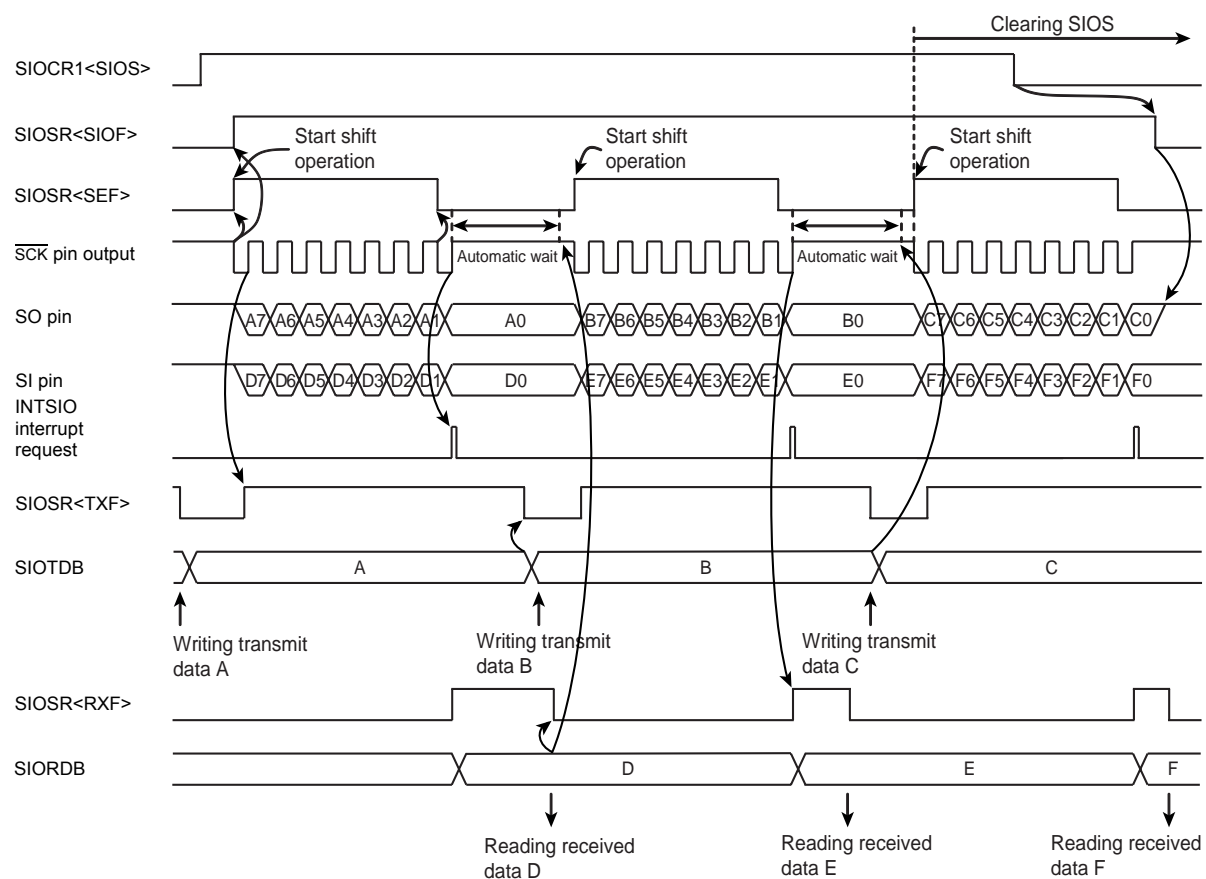 Clearing SIOS
SIOCR1<SIOS>
SIOSR<SIOF>
Start shift
operation
Start shift
operation
Start shift
operation
SIOSR<SEF>
SCK pin output
Automatic wait
Automatic wait
SO pin
A7 A6 A5 A4 A3 A2 A1 A0 B7 B6 B5 B4 B3 B2 B1 B0 C7 C6 C5 C4 C3 C2 C1 C0
SI pin
D7 D6 D5 D4 D3 D2 D1 D0 E7 E6 E5 E4 E3 E2 E1 E0 F7 F6 F5 F4 F3 F2 F1 F0
INTSIO
interrupt
request
SIOSR<TXF>
SIOTDB
A B C
Writing transmit
data A
Writing transmit
data B
Writing transmit
data C
SIOSR<RXF>
SIORDB
D E F
Reading received
data D
Reading received
data E
Reading received
data F